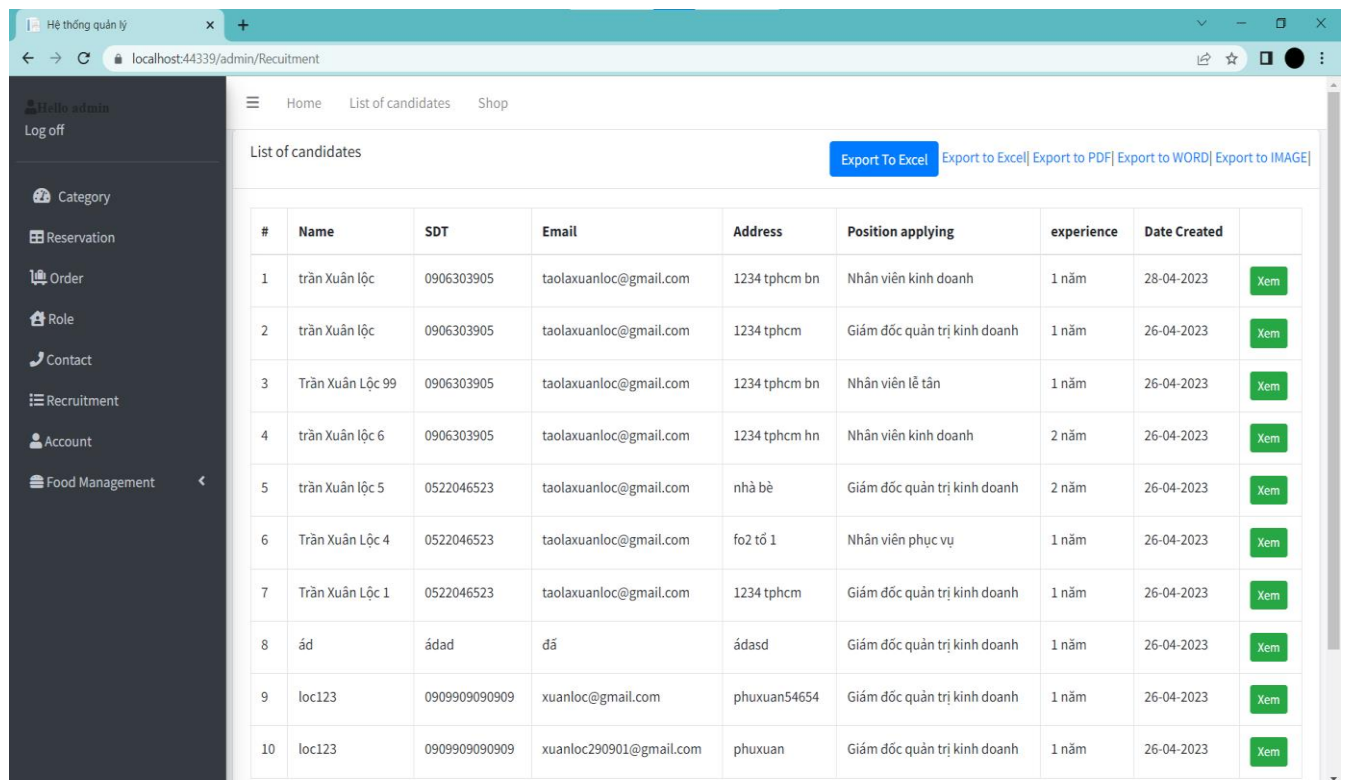 Hệ thống quản lý
localhost:44339/admin/Recuitment
Hello admin
Log off
Category
Reservation
Order
Role
Contact
Recruitment
Account
Food Management
Home List of candidates Shop
List of candidates
Export To Excel Export to Excel| Export to PDF| Export to WORD| Export to IMAGE|
# Name SDT Email Address Position applying experience Date Created
1 trần Xuân lộc 0906303905 taolaxuanloc@gmail.com 1234 tphcm bn Nhân viên kinh doanh 1 năm 28-04-2023 Xem
2 trần Xuân lộc 0906303905 taolaxuanloc@gmail.com 1234 tphcm Giám đốc quản trị kinh doanh 1 năm 26-04-2023 Xem
3 Trần Xuân Lộc 99 0906303905 taolaxuanloc@gmail.com 1234 tphcm bn Nhân viên lễ tân 1 năm 26-04-2023 Xem
4 trần Xuân lộc 6 0906303905 taolaxuanloc@gmail.com 1234 tphcm hn Nhân viên kinh doanh 2 năm 26-04-2023 Xem
5 trần Xuân lộc 5 0522046523 taolaxuanloc@gmail.com nhà bè Giám đốc quản trị kinh doanh 2 năm 26-04-2023 Xem
6 Trần Xuân Lộc 4 0522046523 taolaxuanloc@gmail.com fo2 tổ 1 Nhân viên phục vụ 1 năm 26-04-2023 Xem
7 Trần Xuân Lộc 1 0522046523 taolaxuanloc@gmail.com 1234 tphcm Giám đốc quản trị kinh doanh 1 năm 26-04-2023 Xem
8 ád ádad đấ ádasd Giám đốc quản trị kinh doanh 1 năm 26-04-2023 Xem
9 loc123 0909909090909 xuanloc@gmail.com phuxuan54654 Giám đốc quản trị kinh doanh 1 năm 26-04-2023 Xem
10 loc123 0909909090909 xuanloc290901@gmail.com phuxuan Giám đốc quản trị kinh doanh 1 năm 26-04-2023 Xem